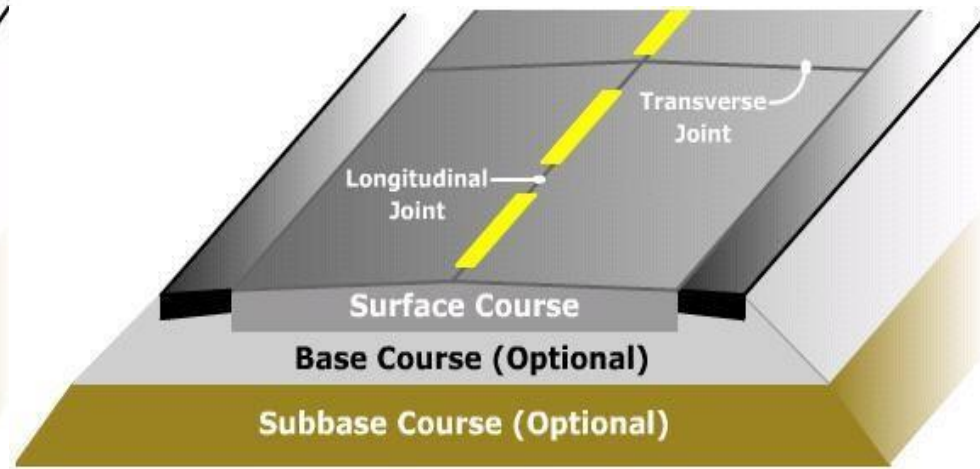 Transverse
Joint
Longitudinal
Joint
Surface Course
Base Course (Optional)
Subbase Course (Optional)